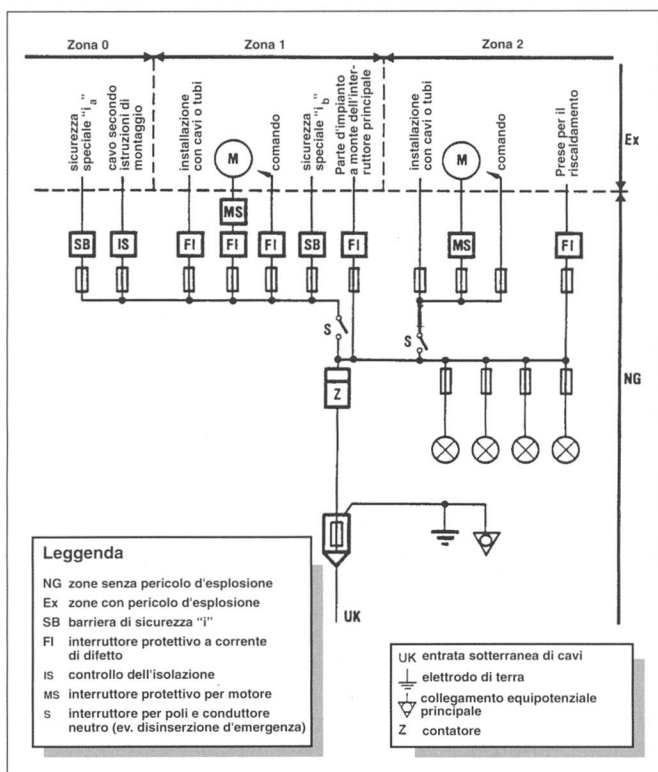 Zona 0
Zona 1
Zona 2
sicurezza
speciale "ia"
cavo secondo
istruzioni di
montaggio
installazione
con cavi o tubi
M
comando
sicurezza
speciale "ib"
Parte d'impianto
a monte dell'inter-
ruttore principale
installazione
con cavi o tubi
M
comando
Prese per il
riscaldamento
Ex
MS
SB
IS
FI
FI
FI
SB
FI
MS
FI
S
S
Z
NG
UK
Leggenda
NG zone senza pericolo d'esplosione
Ex zone con pericolo d'esplosione
SB barriera di sicurezza "i"
FI interruttore protettivo a corrente
di difetto
IS controllo dell'isolazione
MS interruttore protettivo per motore
S interruttore per poli e conduttore
neutro (ev. disinserzione d'emergenza)
UK entrata sotterranea di cavi
elettrodo di terra
collegamento equipotenziale
principale
Z contatore